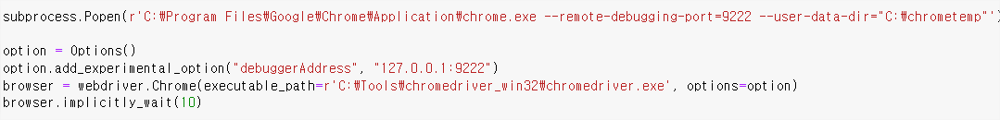 subprocess.Popen(r'C:₩Program Files₩Google₩Chrome₩Application₩chrome.exe --remote-debugging-port=9222 --user-data-dir="C:₩chrometemp"')
option = Options()
option.add_experimental_option("debuggerAddress", "127.0.0.1:9222")
browser = webdriver.Chrome(executable_path=r'C:₩Tools₩chromedriver_win32₩chromedriver.exe', options=option)
browser.implicitly_wait(10)